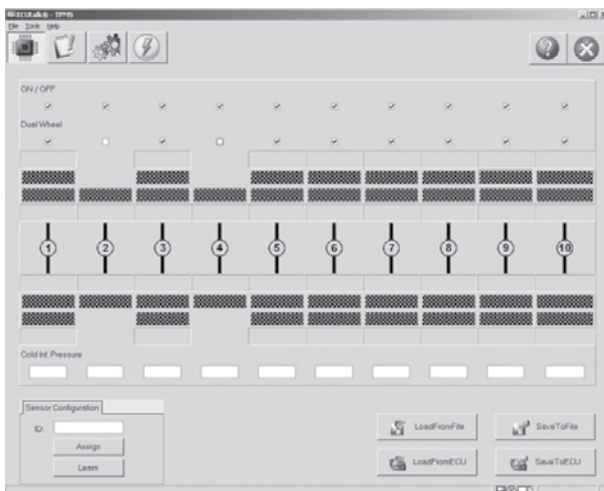 File Tools Help
ON / OFF
Dual Wheel
1 2 3 4 5 6 7 8 9 10
Cold Inf. Pressure
Sensor Configuration
ID:
Assign
Learn
LoadFromFile SaveToFile
LoadFromECU SaveToECU